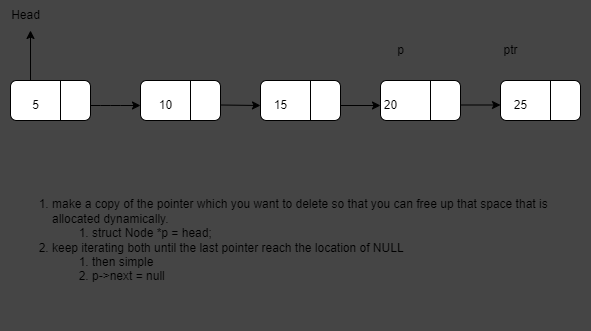 Head
p
ptr
5
10
15
20
25
1. make a copy of the pointer which you want to delete so that you can free up that space that is
allocated dynamically.
1. struct Node *p = head;
2. keep iterating both until the last pointer reach the location of NULL
1. then simple
2. p->next = null